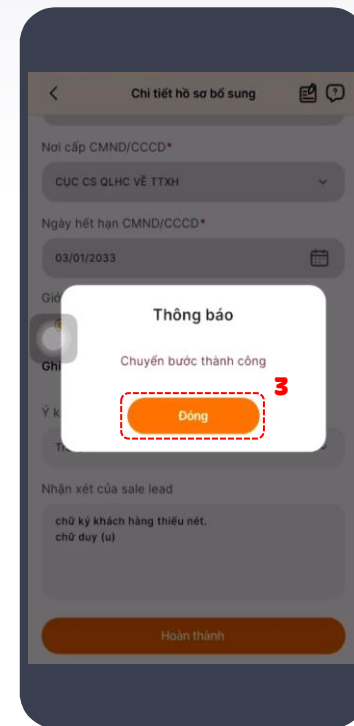 Chi tiết hồ sơ bổ sung
Nơi cấp CMND/CCCD*
CỤC CS QLHC VỀ TTXH
Ngày hết hạn CMND/CCCD*
03/01/2033
Giớ
Thông báo
Chuyển bước thành công
3
Ghi
Đóng
Ý k
Nhận xét của sale lead
chữ ký khách hàng thiếu nét.
chữ duy (u)
Hoàn thành